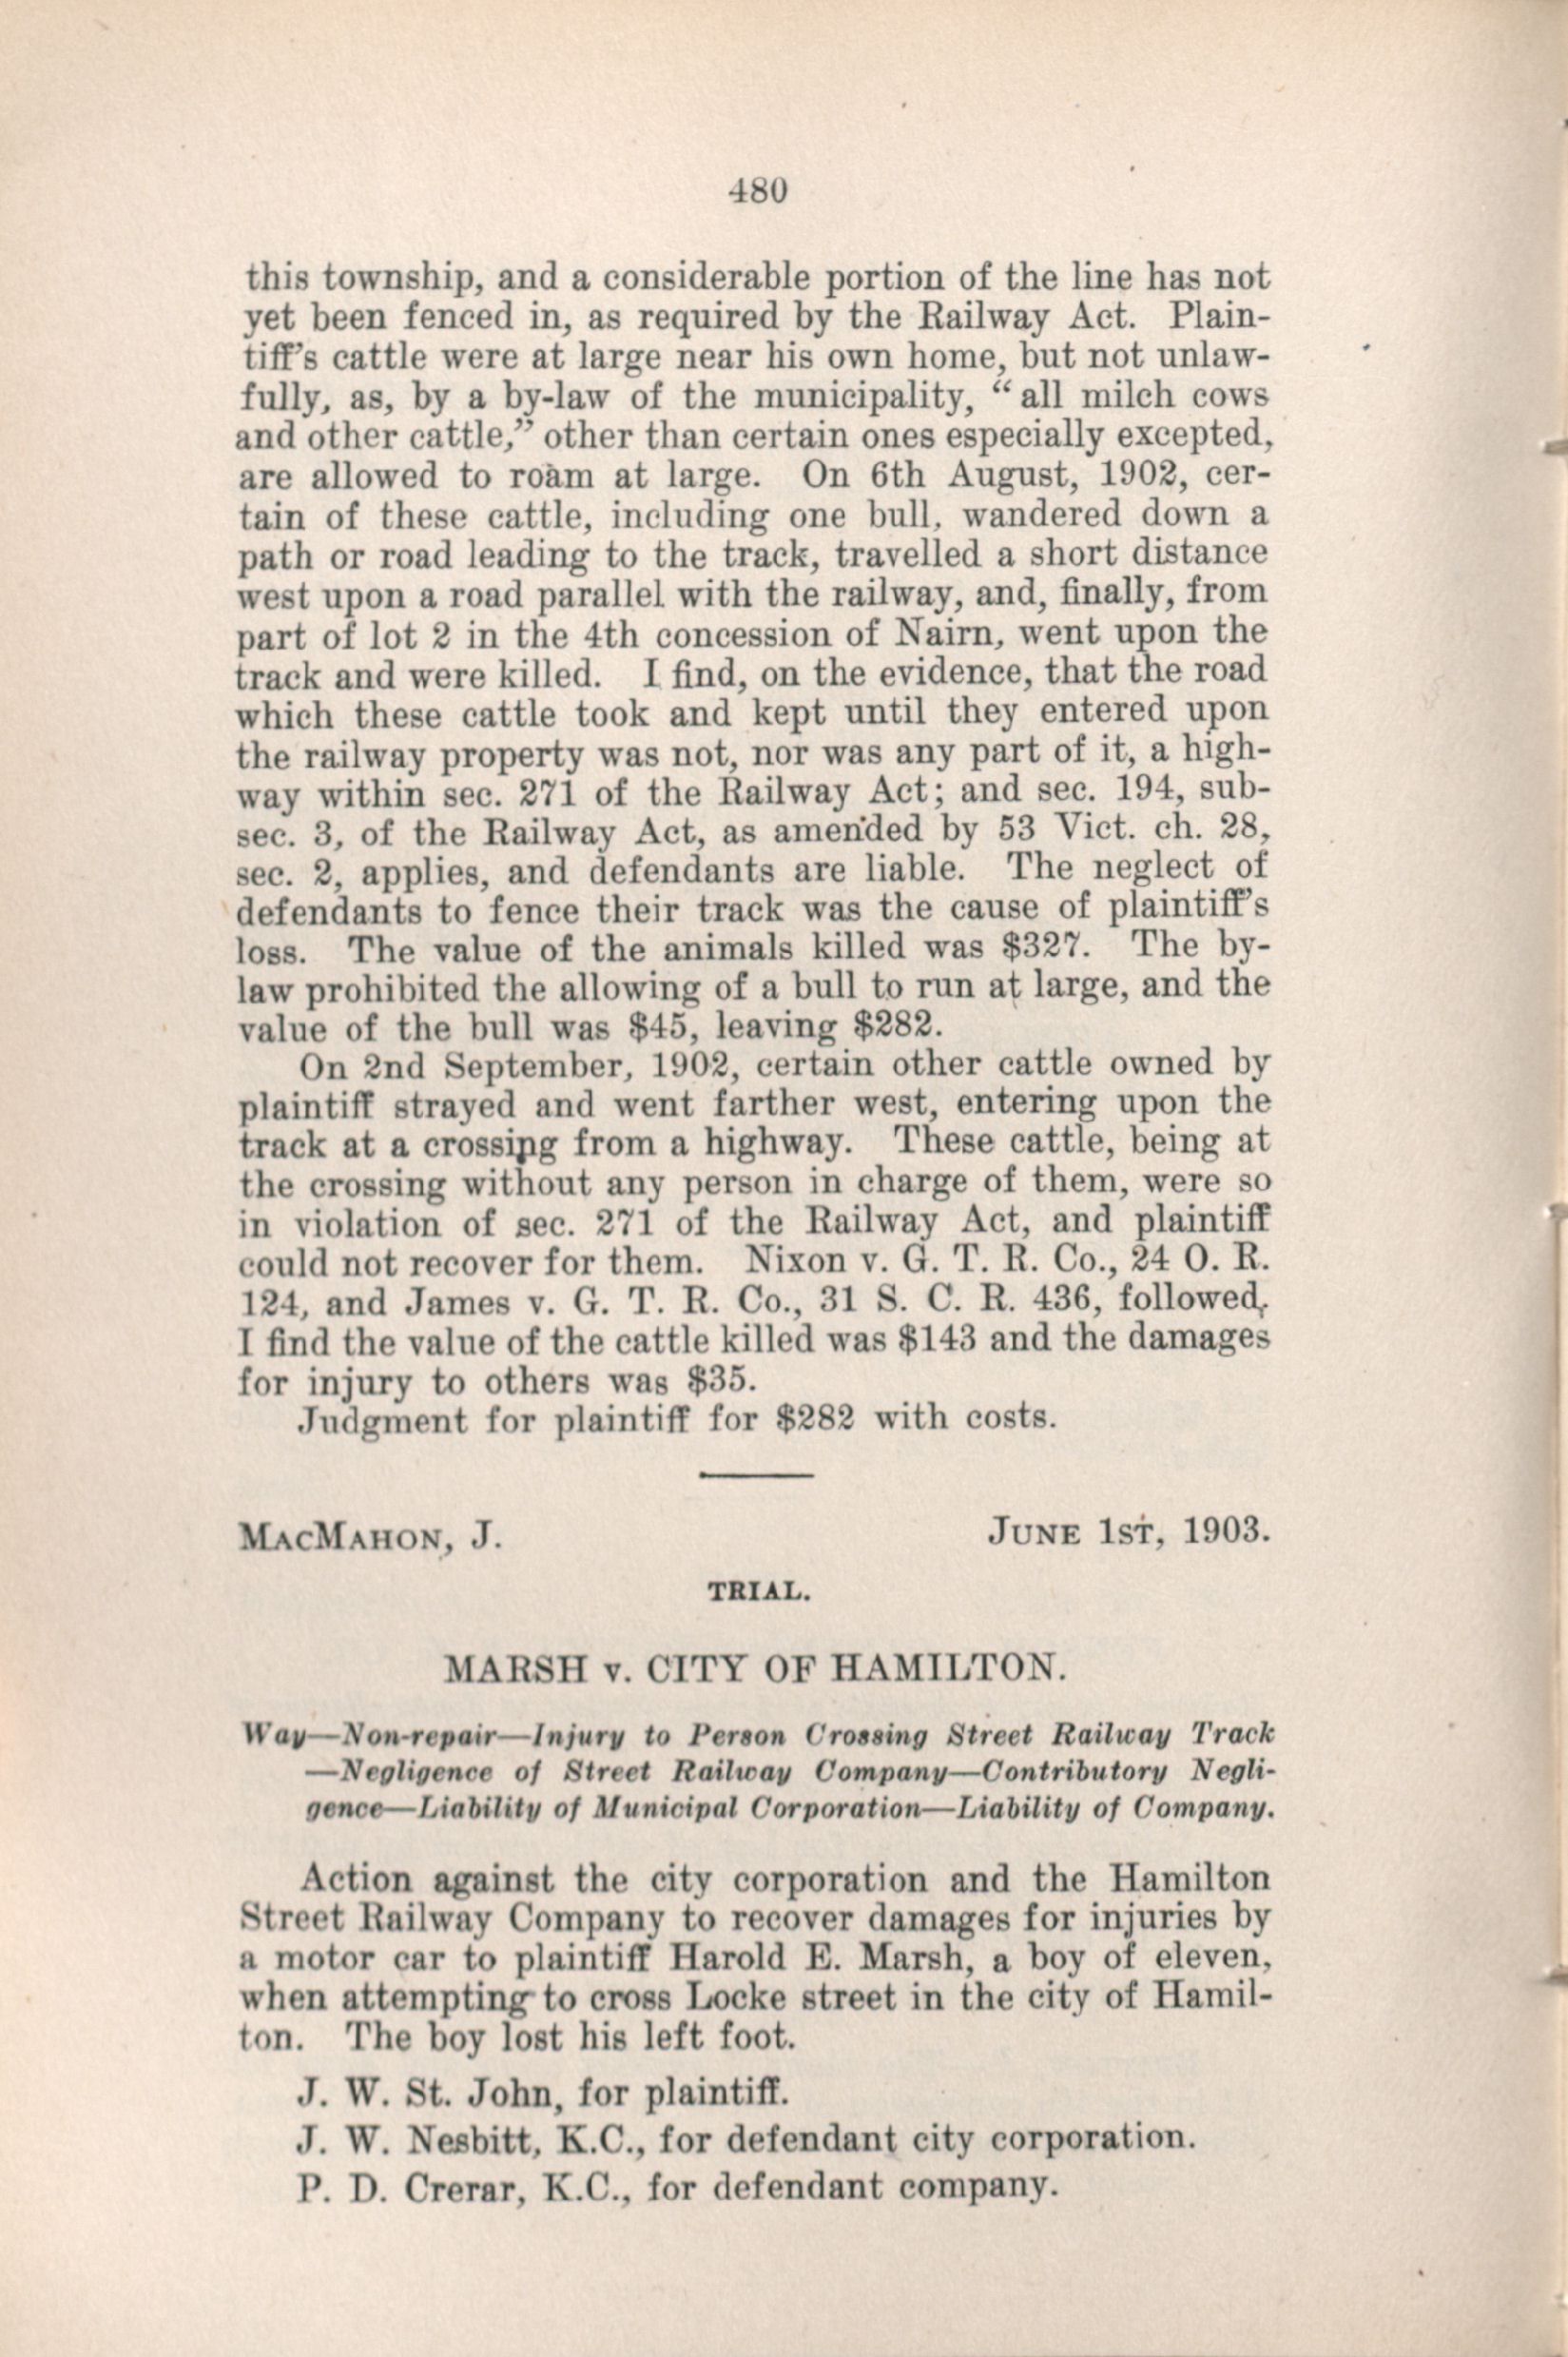 480
this township, and a considerable portion of the line has not
yet been fenced in, as required by the Railway Act. Plain-
tiff's cattle were at large near his own home, but not unlaw-
fully, as, by a by-law of the municipality, “ all milch cows
and other cattle,” other than certain ones especially excepted,
are allowed to roam at large. On 6th August, 1902, cer-
tain of these cattle, including one bull, wandered down a
path or road leading to the track, travelled a short distance
west upon a road parallel with the railway, and, finally, from
part of lot 2 in the 4th concession of Nairn, went upon the
track and were killed. I find, on the evidence, that the road
which these cattle took and kept until they entered upon
the railway property was not, nor was any part of it, a high-
way within sec. 271 of the Railway Act; and sec. 194, sub-
sec. 3, of the Railway Act, as amended by 53 Vict. ch. 28,
sec. 2, applies, and defendants are liable. The neglect of
defendants to fence their track was the cause of plaintiff's
loss. The value of the animals killed was $327. The by-
law prohibited the allowing of a bull to run at large, and the
value of the bull was $45, leaving $282.
On 2nd September, 1902, certain other cattle owned by
plaintiff strayed and went farther west, entering upon the
track at a crossing from a highway. These cattle, being at
the crossing without any person in charge of them, were so
in violation of sec. 271 of the Railway Act, and plaintiff
could not recover for them. Nixon v. G. T. R. Co., 24 O. R.
124, and James v. G. T. R. Co., 31 S. C. R. 436, followed.
I find the value of the cattle killed was $143 and the damages
for injury to others was $35.
Judgment for plaintiff for $282 with costs.
MACMAHON, J. JUNE 1ST, 1903.
TRIAL.
MARSH v. CITY OF HAMILTON.
Way—Non-repair—Injury to Person Crossing Street Railway Track
—Negligence of Street Railway Company—Contributory Negli-
gence—Liability of Municipal Corporation—Liability of Company.
Action against the city corporation and the Hamilton
Street Railway Company to recover damages for injuries by
a motor car to plaintiff Harold E. Marsh, a boy of eleven,
when attempting to cross Locke street in the city of Hamil-
ton. The boy lost his left foot.
J. W. St. John, for plaintiff.
J. W. Nesbitt, K.C., for defendant city corporation.
P. D. Crerar, K.C., for defendant company.